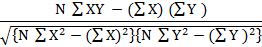 N ∑ XY − (∑ X) (∑ Y )
√{N ∑ X² − (∑ X)²}{N ∑ Y² − (∑ Y )²}